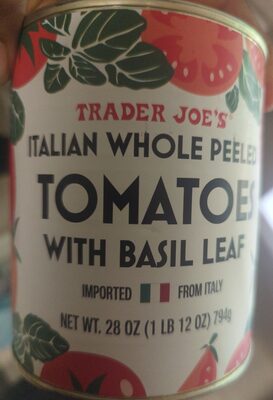 TRADER JOE'S
ITALIAN WHOLE PEELED
TOMATOES
WITH BASIL LEAF
IMPORTED FROM ITALY
NET WT. 28 OZ (1 LB 12 OZ) 794g